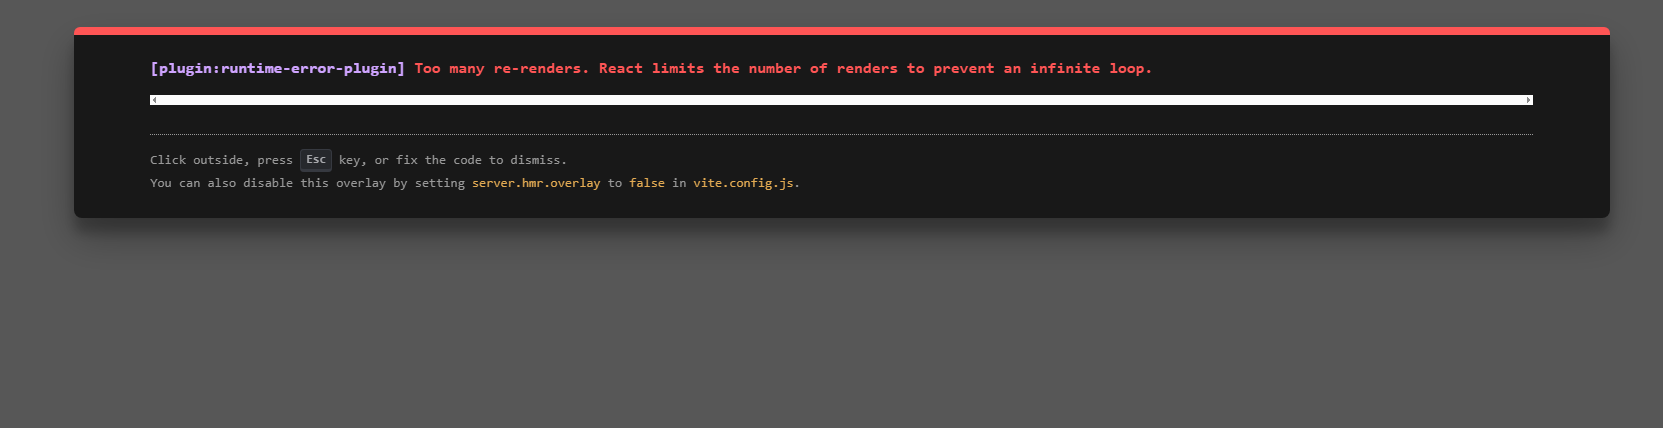 [plugin:runtime-error-plugin] Too many re-renders. React limits the number of renders to prevent an infinite loop.
Click outside, press Esc key, or fix the code to dismiss.
You can also disable this overlay by setting server.hmr.overlay to false in vite.config.js.